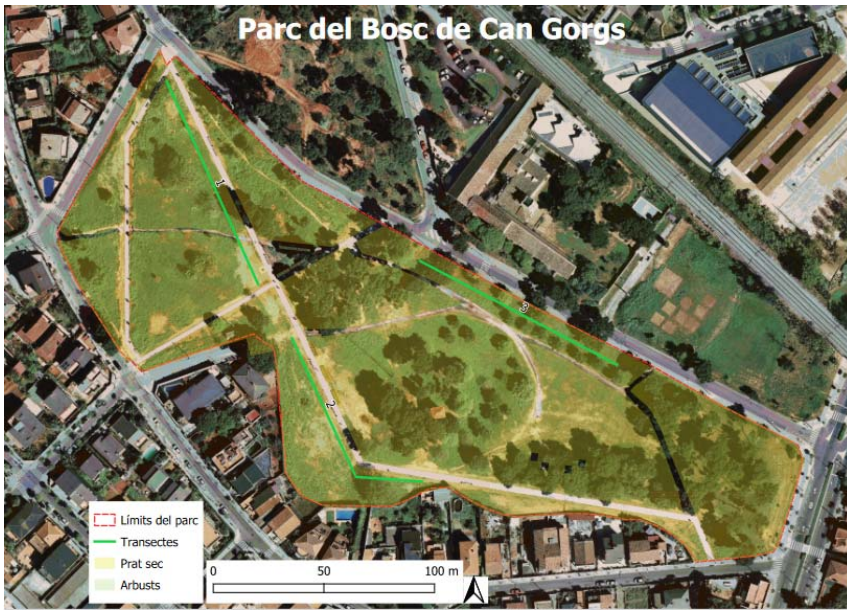 Parc del Bosc de Can Gorgs
1
3
2
Límits del parc
Transectes
Prat sec
Arbusts
0
50
100 m